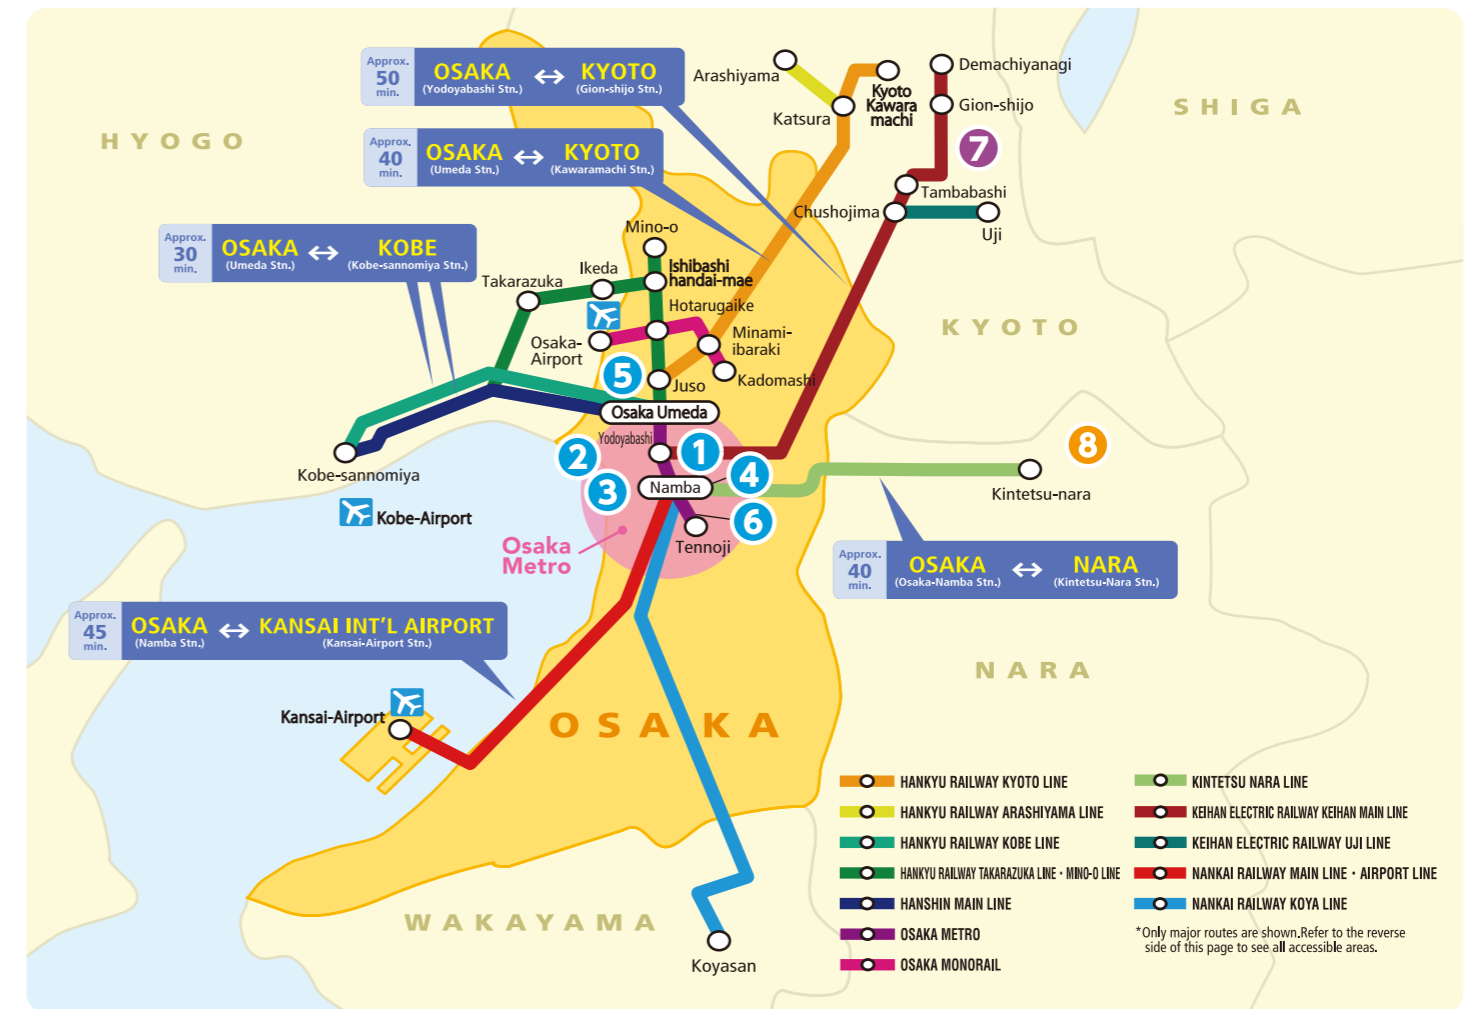 Approx.
50
min.
OSAKA ↔ KYOTO
(Yodoyabashi Stn.) (Gion-shijo Stn.)
Approx.
40
min.
OSAKA ↔ KYOTO
(Umeda Stn.) (Kawaramachi Stn.)
Approx.
30
min.
OSAKA ↔ KOBE
(Umeda Stn.) (Kobe-sannomiya Stn.)
HYOGO
SHIGA
Arashiyama
Katsura
Kyoto
Kawara
machi
Demachiyanagi
Gion-shijo
7
Tambabashi
Chushojima
Uji
Mino-o
Ishibashi
handai-mae
Ikeda
Takarazuka
Hotarugaike
Osaka-
Airport
Minami-
ibaraki
Kadomashi
KYOTO
5
Juso
Osaka Umeda
Yodoyabashi
1
2
3
4
Namba
6
Tennoji
8
Kintetsu-nara
Kobe-sannomiya
Kobe-Airport
Osaka
Metro
Approx.
40
min.
OSAKA ↔ NARA
(Osaka-Namba Stn.) (Kintetsu-Nara Stn.)
Approx.
45
min.
OSAKA ↔ KANSAI INT'L AIRPORT
(Namba Stn.) (Kansai-Airport Stn.)
NARA
Kansai-Airport
OSAKA
WAKAYAMA
Koyasan
HANKYU RAILWAY KYOTO LINE
HANKYU RAILWAY ARASHIYAMA LINE
HANKYU RAILWAY KOBE LINE
HANKYU RAILWAY TAKARAZUKA LINE・MINO-O LINE
HANSHIN MAIN LINE
OSAKA METRO
OSAKA MONORAIL
KINTETSU NARA LINE
KEIHAN ELECTRIC RAILWAY KEIHAN MAIN LINE
KEIHAN ELECTRIC RAILWAY UJI LINE
NANKAI RAILWAY MAIN LINE・AIRPORT LINE
NANKAI RAILWAY KOYA LINE
*Only major routes are shown.Refer to the reverse
side of this page to see all accessible areas.